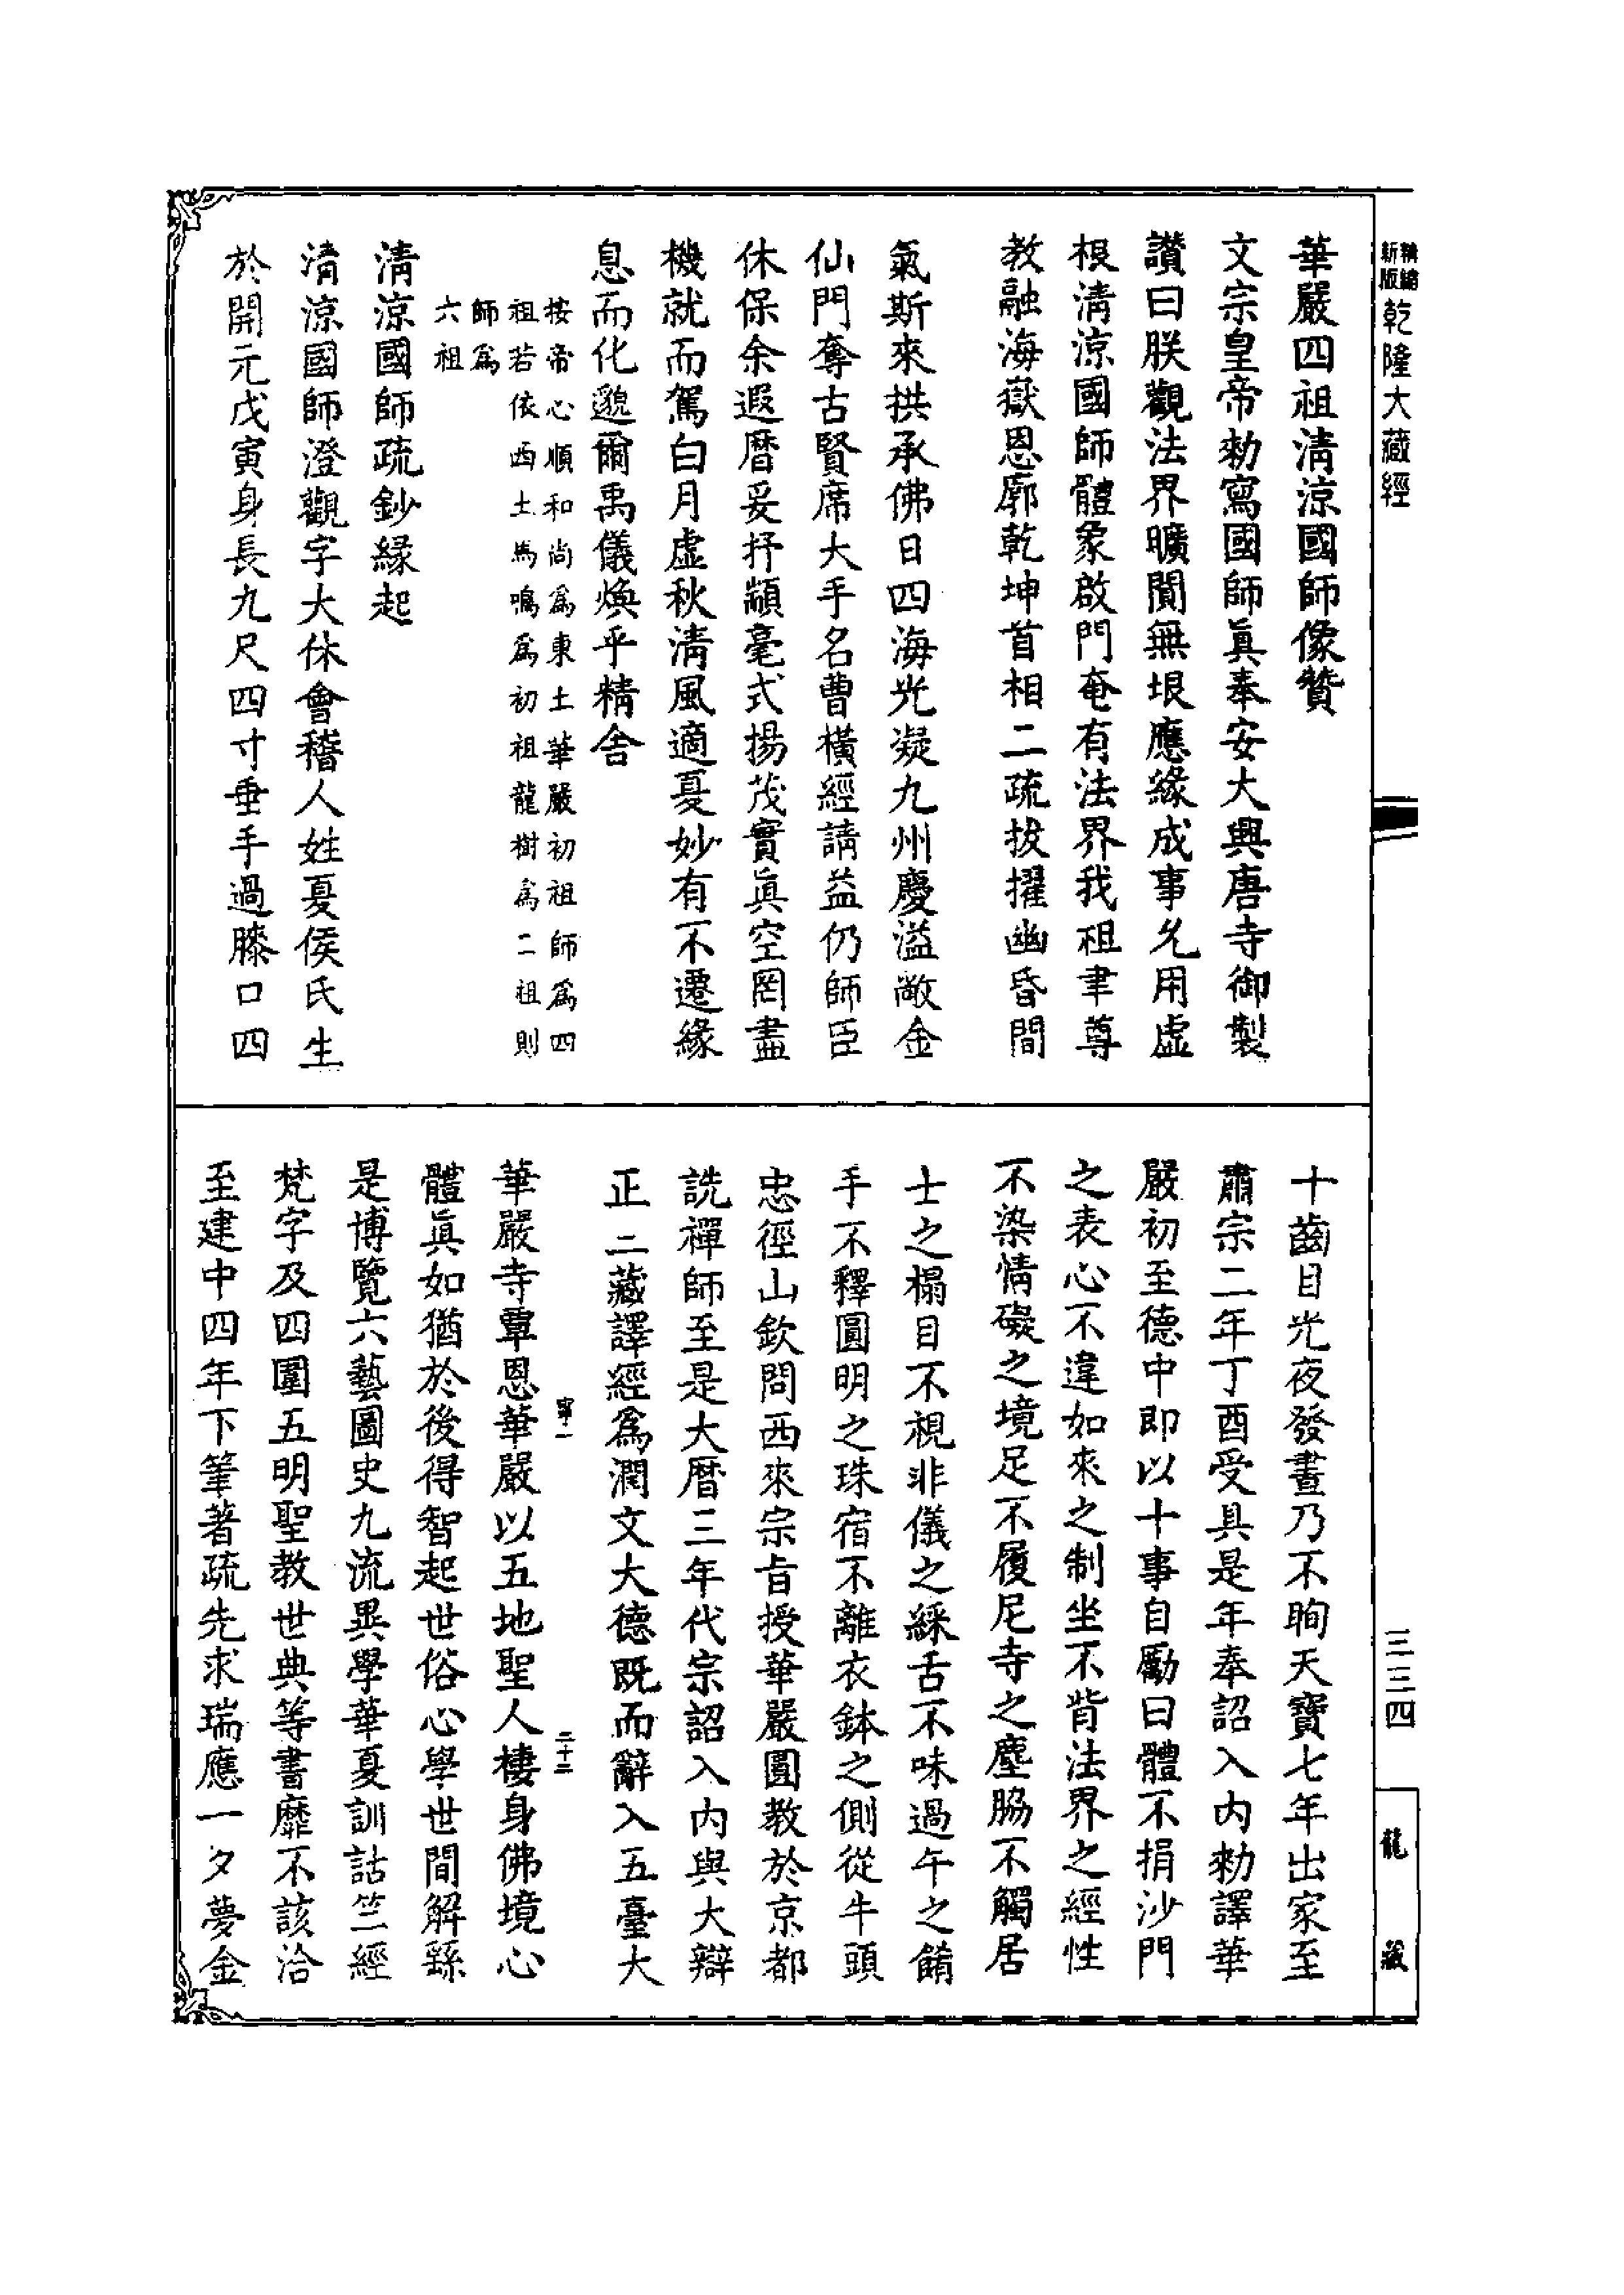 精縮
新版
乾隆大藏經
三三四
龍藏
華嚴四祖清涼國師像贊
文宗皇帝勅寫國師眞奉安大興唐寺御製
讚曰朕觀法界曠閴無垠應緣成事允用虛
根清涼國師體象啟門奄有法界我祖聿尊
教融海嶽恩廓乾坤首相二疏拔擢幽昏間
氣斯來拱承佛日四海光凝九州慶溢敞金
仙門奪古賢席大手名曹橫經請益仍師臣
休保余遐曆妥抒顓毫式揚茂實眞空罔盡
機就而駕白月虛秋清風適夏妙有不遷緣
息而化邈爾禹儀煥乎精舍
按帝心順和尚爲東土華嚴初祖師爲四
祖若依西土馬鳴爲初祖龍樹爲二祖則
師爲
六祖
清涼國師疏鈔緣起
清涼國師澄觀字大休會稽人姓夏侯氏生
於開元戊寅身長九尺四寸垂手過膝口四
十齒目光夜發晝乃不眴天寶七年出家至
肅宗二年丁酉受具是年奉詔入內勅譯華
嚴初至德中即以十事自勵曰體不捐沙門
之表心不違如來之制坐不背法界之經性
不染情礙之境足不履尼寺之塵脇不觸居
士之榻目不視非儀之綵舌不味過午之餚
手不釋圓明之珠宿不離衣鉢之側從牛頭
忠徑山欽問西來宗旨授華嚴圓教於京都
詵禪師至是大曆三年代宗詔入內與大辯
正三藏譯經爲潤文大德既而辭入五臺大
二十三
華嚴寺覃恩華嚴以五地聖人棲身佛境心
體眞如猶於後得智起世俗心學世間解繇
是博覽六藝圖史九流異學華夏訓詁竺經
梵字及四圍五明聖教世典等書靡不該洽
至建中四年下筆著疏先求瑞應一夕夢金